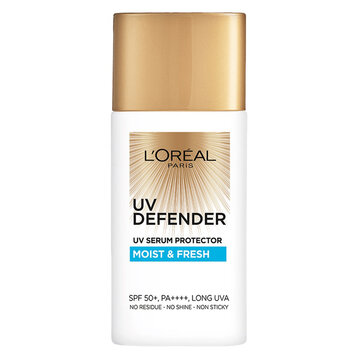 L'ORÉAL
PARIS
UV
DEFENDER
UV SERUM PROTECTOR
MOIST & FRESH
SPF 50+, PA++++, LONG UVA
NO RESIDUE - NO SHINE - NON STICKY